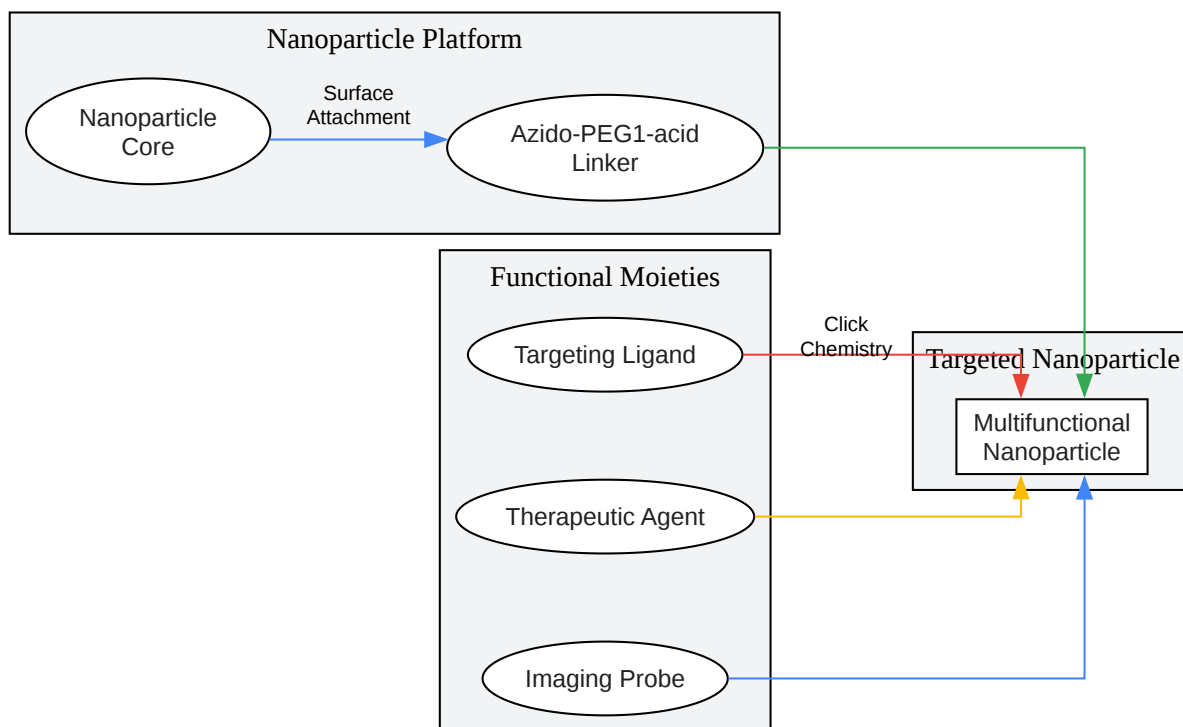 Nanoparticle Platform
Nanoparticle
Core
Surface
Attachment
Azido-PEG1-acid
Linker
Functional Moieties
Targeting Ligand
Click
Chemistry
Targeted Nanoparticle
Multifunctional
Nanoparticle
Therapeutic Agent
Imaging Probe